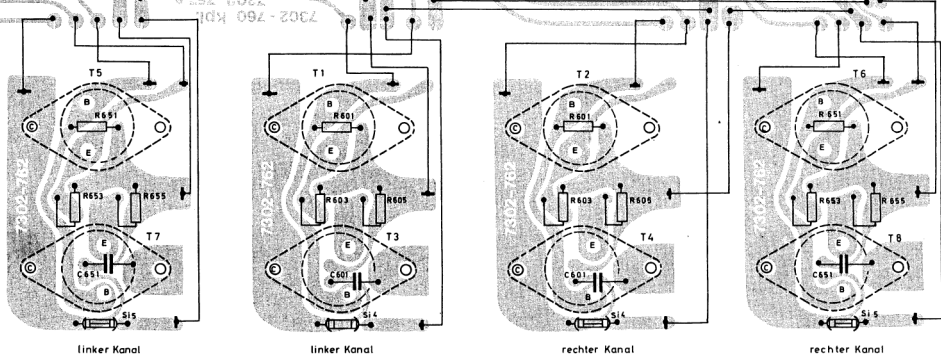 7302-760 KbL
T5
B
R651
C
E
7302-762
R653
R655
T7
E
C
C651
B
Si5
linker Kanal
T1
B
R601
C
E
7302-762
R603
R605
T3
E
C
C601
B
Si4
linker Kanal
T2
B
R601
C
E
7302-762
R603
R605
T4
E
C
C601
B
Si4
rechter Kanal
T6
B
R651
C
E
7302-762
R653
R655
T8
E
C
C651
B
Si5
rechter Kanal